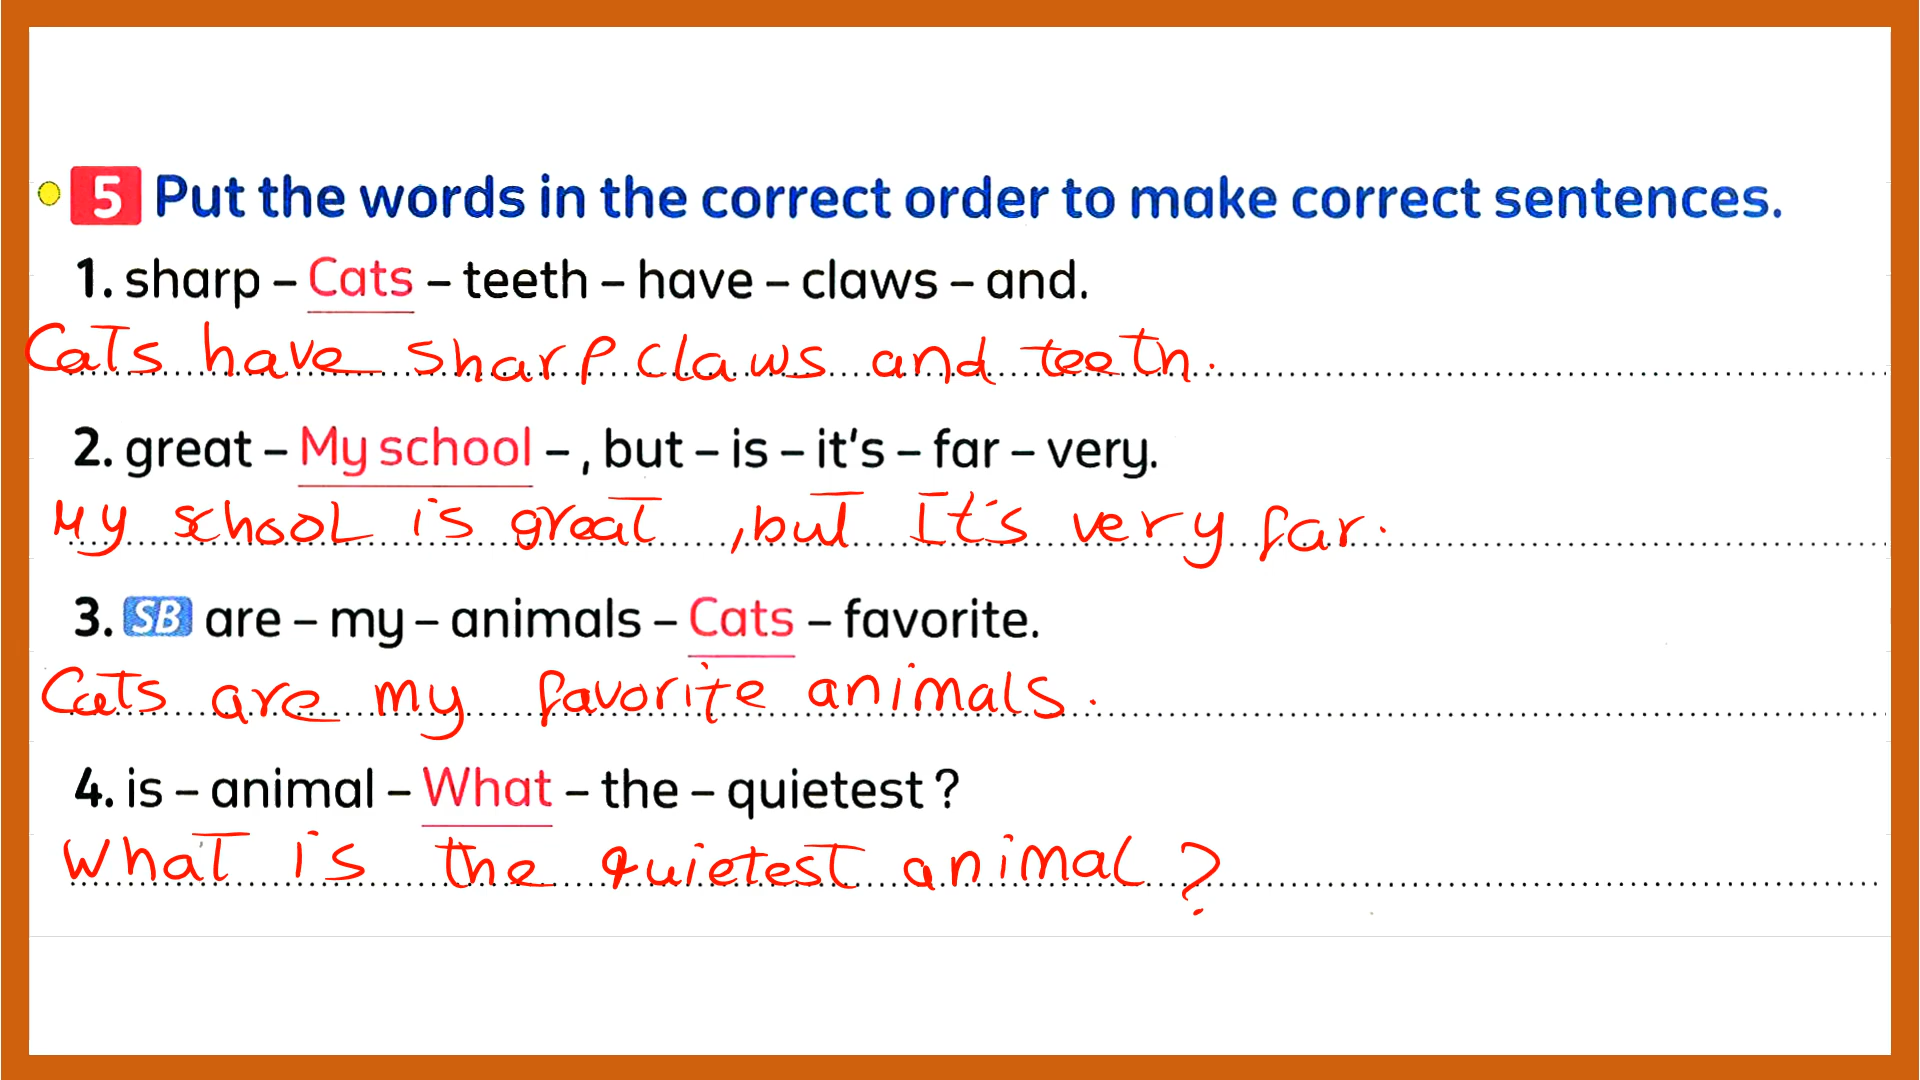 5 Put the words in the correct order to make correct sentences.
1. sharp – Cats – teeth – have – claws – and.
Cats have sharp claws and teeth.
2. great – My school – , but – is – it's – far – very.
My school is great , but It's very far.
3. SB are – my – animals – Cats – favorite.
Cats are my favorite animals.
4. is – animal – What – the – quietest ?
What is the quietest animal ?